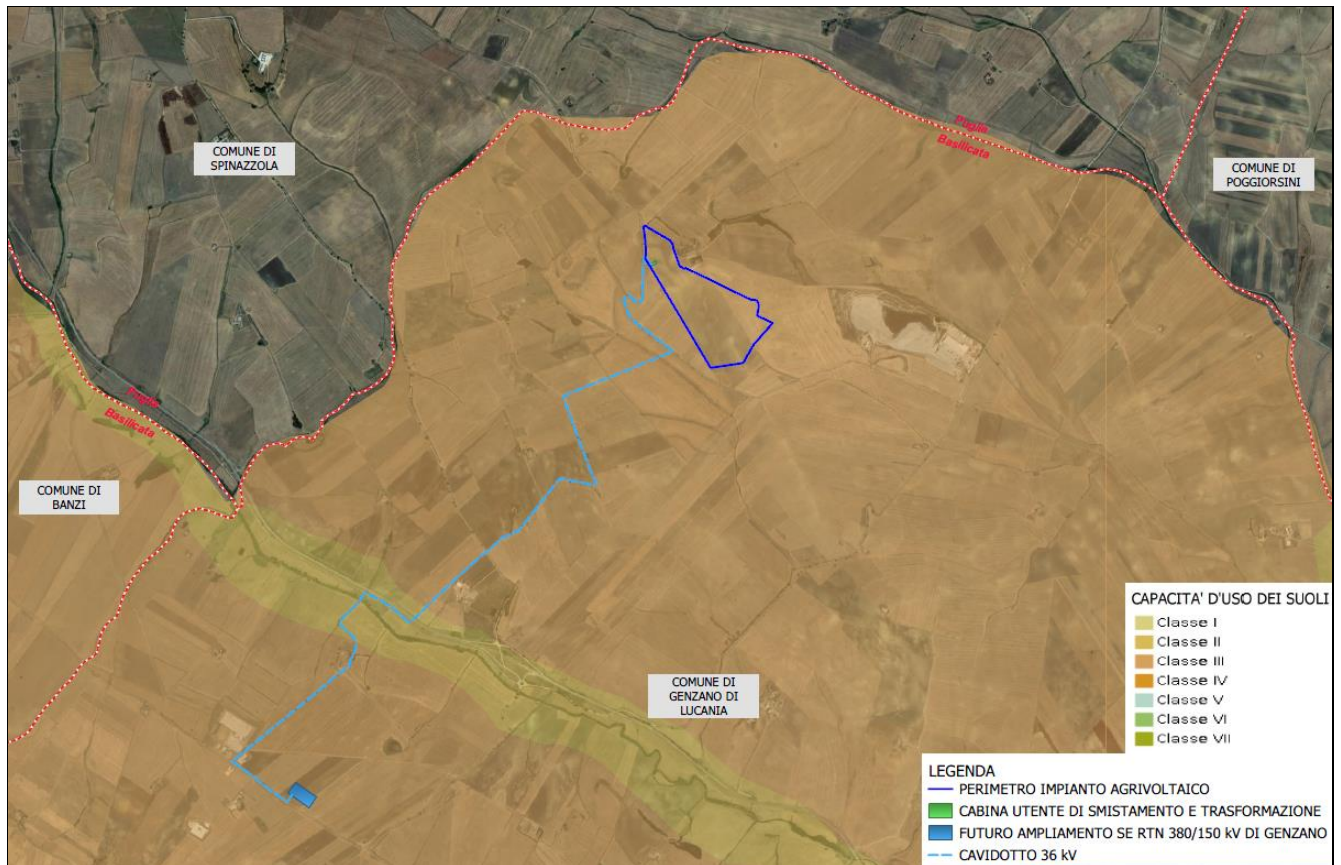 COMUNE DI
SPINAZZOLA
Puglia
Basilicata
COMUNE DI
POGGIORSINI
Puglia
Basilicata
COMUNE DI
BANZI
COMUNE DI
GENZANO DI
LUCANIA
CAPACITA' D'USO DEI SUOLI
Classe I
Classe II
Classe III
Classe IV
Classe V
Classe VI
Classe VII
LEGENDA
PERIMETRO IMPIANTO AGRIVOLTAICO
CABINA UTENTE DI SMISTAMENTO E TRASFORMAZIONE
FUTURO AMPLIAMENTO SE RTN 380/150 kV DI GENZANO
CAVIDOTTO 36 kV